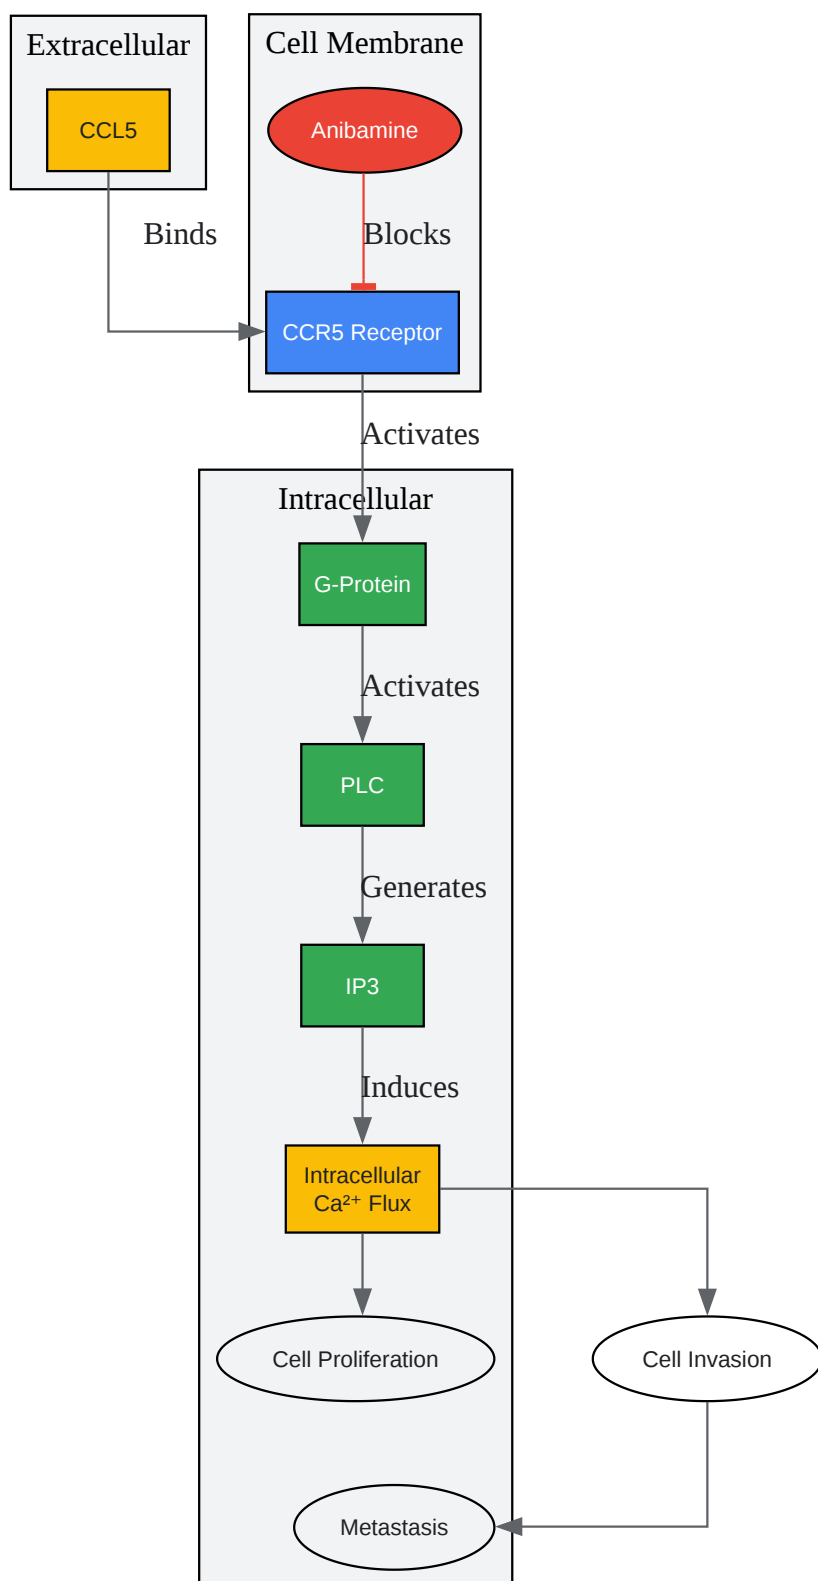 Extracellular
Cell Membrane
CCL5
Anibamine
Binds
Blocks
CCR5 Receptor
Activates
Intracellular
G-Protein
Activates
PLC
Generates
IP3
Induces
Intracellular
Ca²⁺ Flux
Cell Proliferation
Cell Invasion
Metastasis